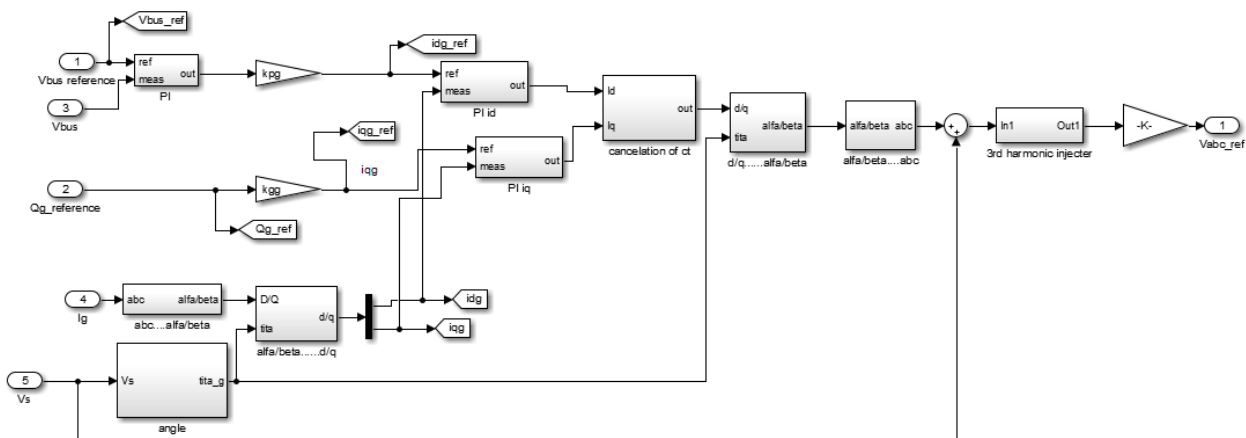 Vbus_ref
1
Vbus reference
3
Vbus
ref
meas
out
PI
kpg
idg_ref
ref
meas
out
PI id
iqg_ref
iqg
ref
meas
out
PI iq
2
Qg_reference
kgg
Qg_ref
Id
Iq
out
cancelation of ct
d/q
tita
alfa/beta
d/q......alfa/beta
alfa/beta abc
alfa/beta....abc
+
+
In1 Out1
3rd harmonic injecter
-K-
1
Vabc_ref
4
Ig
abc alfa/beta
abc....alfa/beta
D/Q
tita
d/q
alfa/beta......d/q
idg
iqg
5
Vs
Vs tita_g
angle